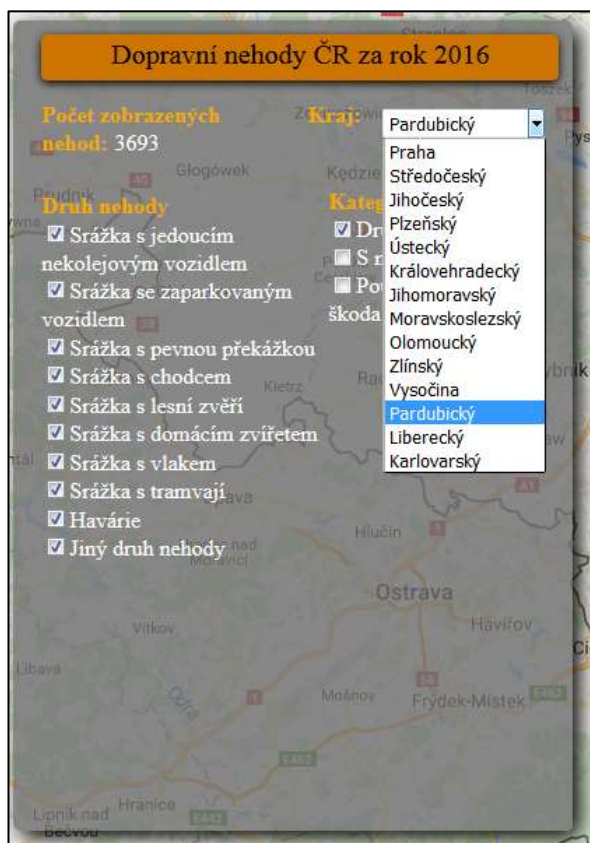 Dopravní nehody ČR za rok 2016
Počet zobrazených
nehod: 3693
Kraj:
Pardubický
Praha
Středočeský
Jihočeský
Plzeňský
Ústecký
Královehradecký
Jihomoravský
Moravskoslezský
Olomoucký
Zlínský
Vysočina
Pardubický
Liberecký
Karlovarský
Druh nehody
Srážka s jedoucím
nekolejovým vozidlem
Srážka se zaparkovaným
vozidlem
Srážka s pevnou překážkou
Srážka s chodcem
Srážka s lesní zvěří
Srážka s domácím zvířetem
Srážka s vlakem
Srážka s tramvají
Havárie
Jiný druh nehody
Kateg
Dr
S n
Pou
škoda
Głogówek
Prudnik
Kietrz
Opava
Hlučín
Ostrava
Havířov
Vítkov
Libava
Odra
Mošnov
Frýdek-Místek
Hranice
Lipník nad
Bečvou